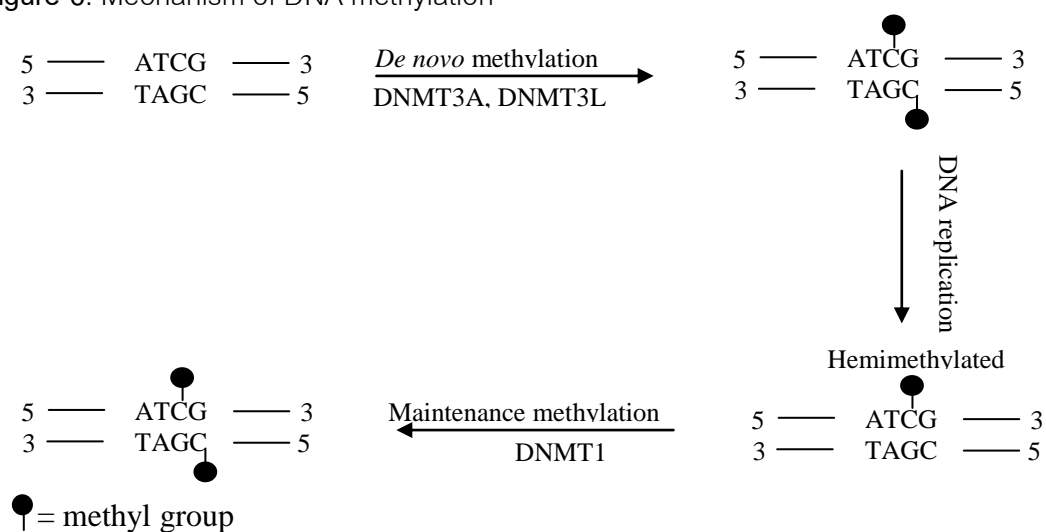 Figure 6. Mechanism of DNA methylation
5 ATCG 3
3 TAGC 5
De novo methylation
DNMT3A, DNMT3L
5 ATCG 3
3 TAGC 5
DNA replication
Hemimethylated
5 ATCG 3
3 TAGC 5
Maintenance methylation
DNMT1
5 ATCG 3
3 TAGC 5
= methyl group